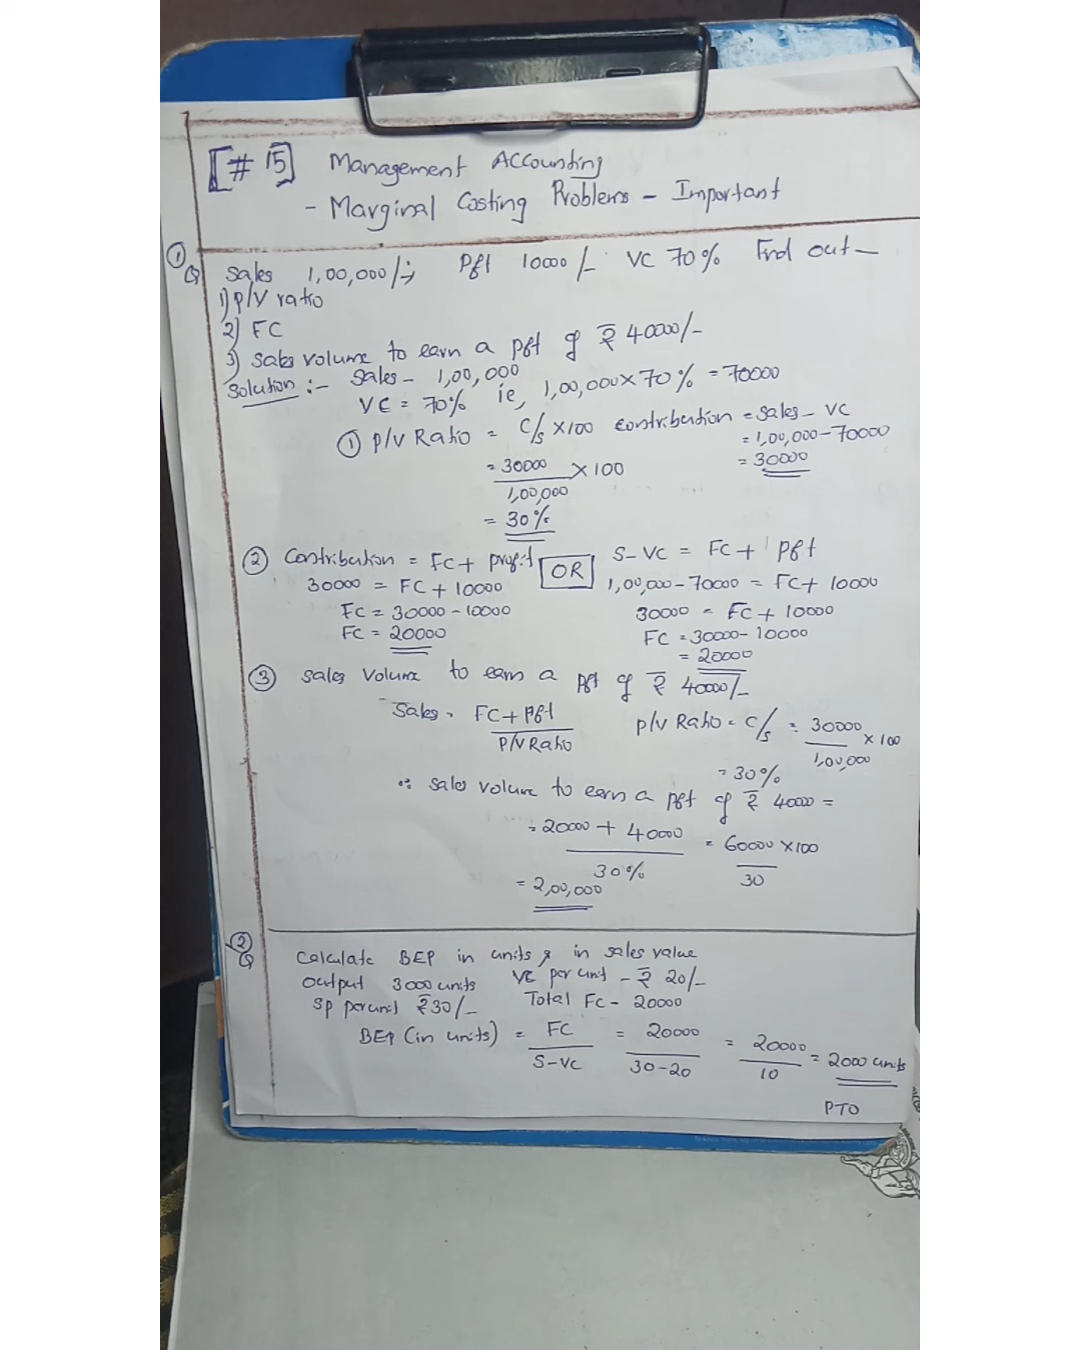 [# 15] Management Accounting
- Marginal Costing Problems - Important
① Q Sales 1,00,000/-; Pft 10000/- VC 70% Find out -
1) P/V ratio
2) FC
3) Sales volume to earn a pft of ₹ 40000/-
Solution :- Sales - 1,00,000
VC = 70% ie, 1,00,000 x 70% = 70000
① P/V Ratio = C/S x 100 Contribution = Sales - VC
= 30000 / 1,00,000 x 100 = 1,00,000 - 70000
= 30% = 30000
② Contribution = FC + profit OR S - VC = FC + Pft
30000 = FC + 10000 1,00,000 - 70000 = FC + 10000
FC = 30000 - 10000 30000 = FC + 10000
FC = 20000 FC = 30000 - 10000
= 20000
③ Sales Volume to earn a pft of ₹ 40000/-
Sales = FC + Pft / P/V Ratio P/V Ratio = C/S = 30000 / 1,00,000 x 100
= 30%
∴ Sales volume to earn a pft of ₹ 40000 =
= 20000 + 40000 / 30% = 60000 x 100 / 30
= 2,00,000
② Q Calculate BEP in units & in sales value
Output 3000 units VC per unit - ₹ 20/-
SP per unit ₹30/- Total FC - 20000
BEP (in units) = FC / S-VC = 20000 / 30-20 = 20000 / 10 = 2000 units
PTO